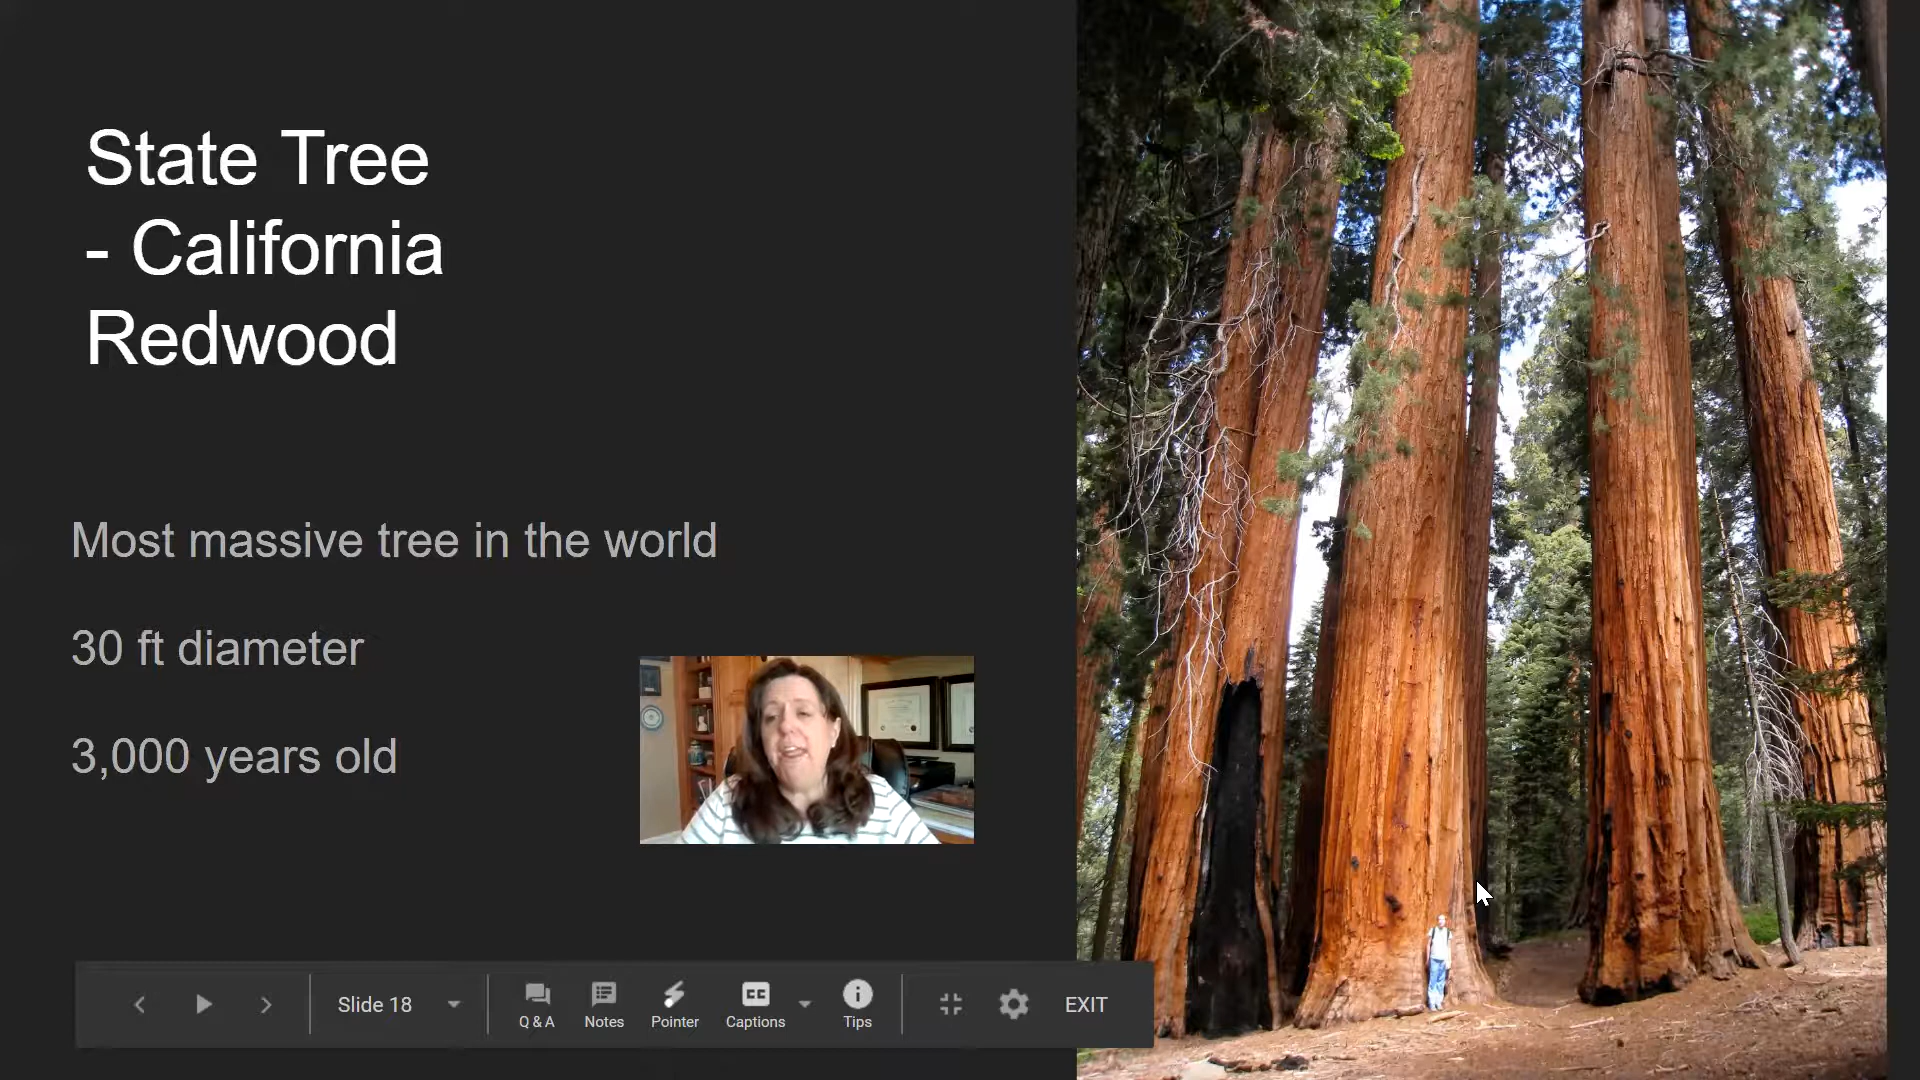 State Tree
- California
Redwood
Most massive tree in the world
30 ft diameter
3,000 years old
Slide 18
Q & A
Notes
Pointer
CC
Captions
Tips
EXIT